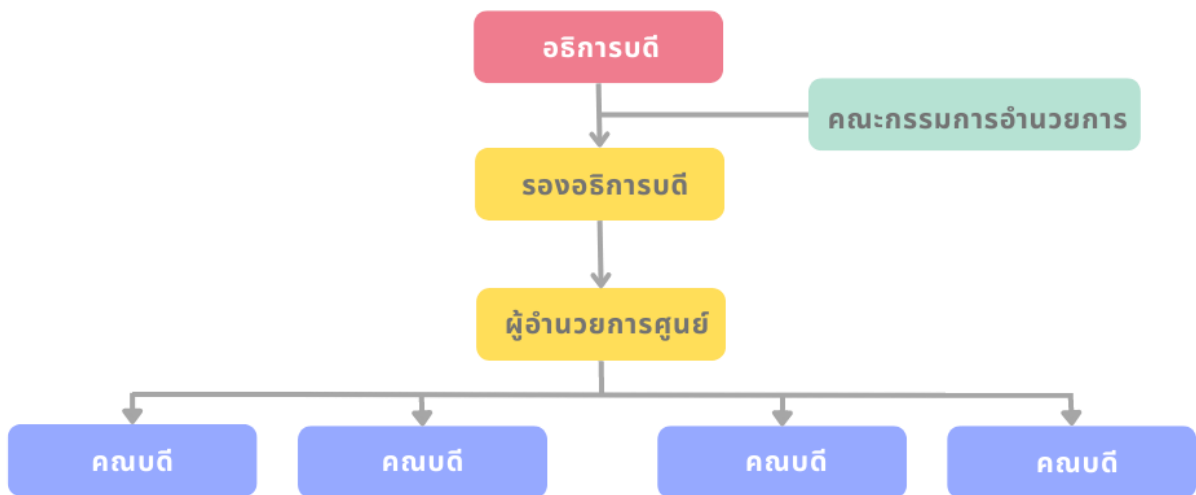 อธิการบดี
คณะกรรมการอำนวยการ
รองอธิการบดี
ผู้อำนวยการศูนย์
คณบดี
คณบดี
คณบดี
คณบดี